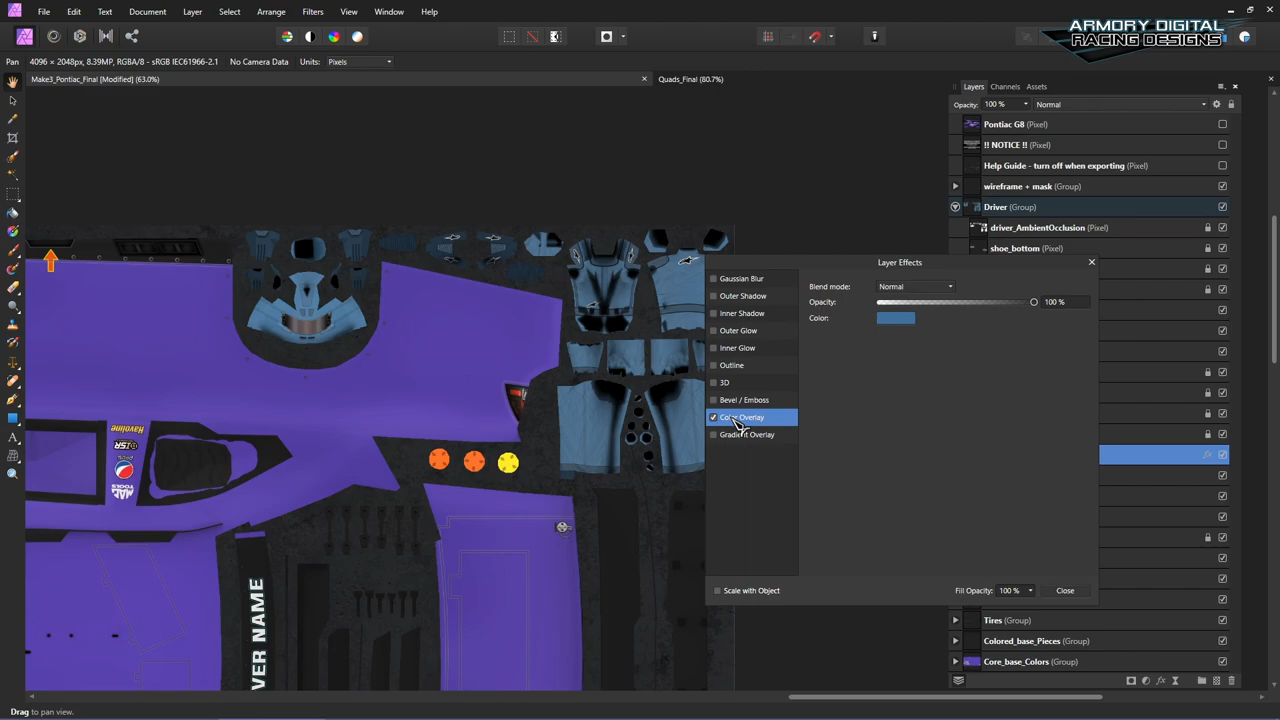 File Edit Text Document Layer Select Arrange Filters View Window Help
ARMORY DIGITAL
RACING DESIGNS
Pan 4096 × 2048px, 8.39MP, RGBA/8 - sRGB IEC61966-2.1 No Camera Data Units: Pixels
Make3_Pontiac_Final [Modified] (63.0%)
Quads_Final (80.7%)
Layers Channels Assets
Opacity: 100 % Normal
Pontiac G8 (Pixel)
!! NOTICE !! (Pixel)
Help Guide - turn off when exporting (Pixel)
wireframe + mask (Group)
Driver (Group)
driver_AmbientOcclusion (Pixel)
shoe_bottom (Pixel)
Layer Effects
Gaussian Blur
Outer Shadow
Inner Shadow
Outer Glow
Inner Glow
Outline
3D
Bevel / Emboss
Color Overlay
Gradient Overlay
Blend mode: Normal
Opacity: 100 %
Color:
Scale with Object
Fill Opacity: 100 % Close
Havoline
pepsi
MAC TOOLS
VER NAME
Tires (Group)
Colored_base_Pieces (Group)
Core_base_Colors (Group)
Drag to pan view.